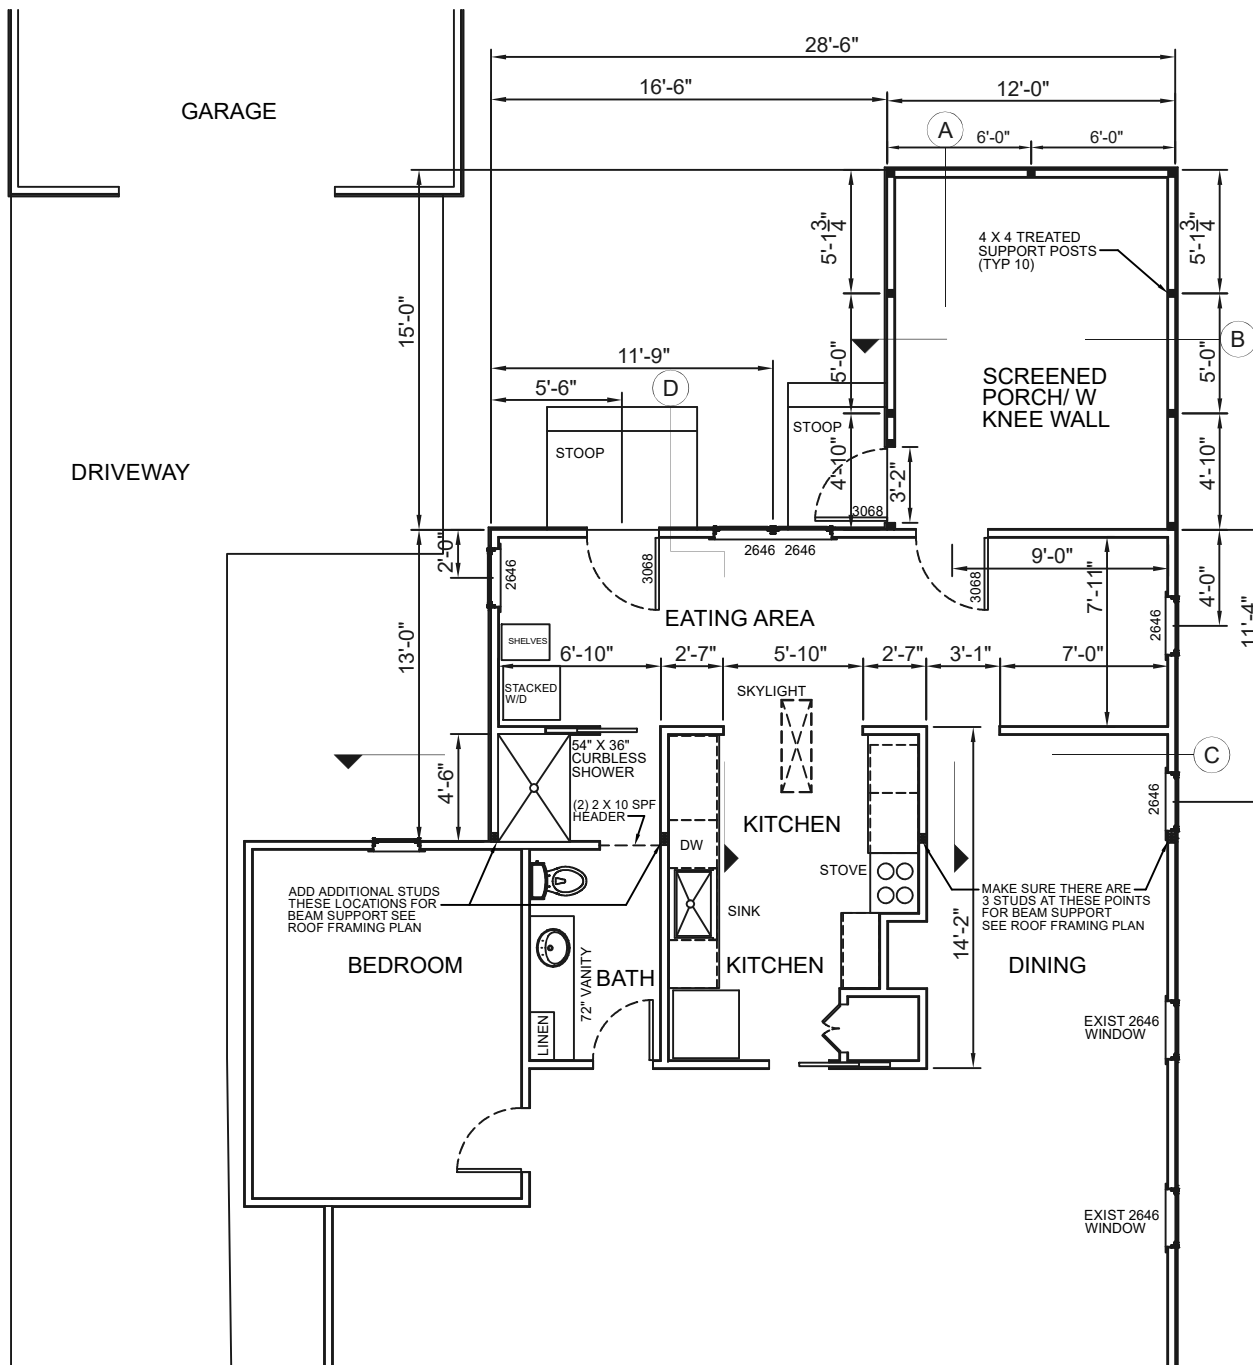 28'-6"
16'-6"
12'-0"
GARAGE
A
6'-0"
6'-0"
5'-1 3/4"
5'-1 3/4"
4 X 4 TREATED
SUPPORT POSTS
(TYP 10)
15'-0"
B
11'-9"
5'-0"
5'-0"
5'-6"
D
SCREENED
PORCH/ W
KNEE WALL
STOOP
STOOP
4'-10"
4'-10"
3'-2"
DRIVEWAY
3068
2'-0"
2646
3068
2646 2646
3068
9'-0"
7'-11"
4'-0"
11'-4"
EATING AREA
2646
SHELVES
13'-0"
6'-10"
2'-7"
5'-10"
2'-7"
3'-1"
7'-0"
STACKED
W/D
SKYLIGHT
54" X 36"
CURBLESS
SHOWER
C
4'-6"
2646
(2) 2 X 10 SPF
HEADER
KITCHEN
DW
STOVE
ADD ADDITIONAL STUDS
THESE LOCATIONS FOR
BEAM SUPPORT SEE
ROOF FRAMING PLAN
MAKE SURE THERE ARE
3 STUDS AT THESE POINTS
FOR BEAM SUPPORT
SEE ROOF FRAMING PLAN
SINK
14'-2"
BEDROOM
72" VANITY
BATH
KITCHEN
DINING
LINEN
EXIST 2646
WINDOW
EXIST 2646
WINDOW